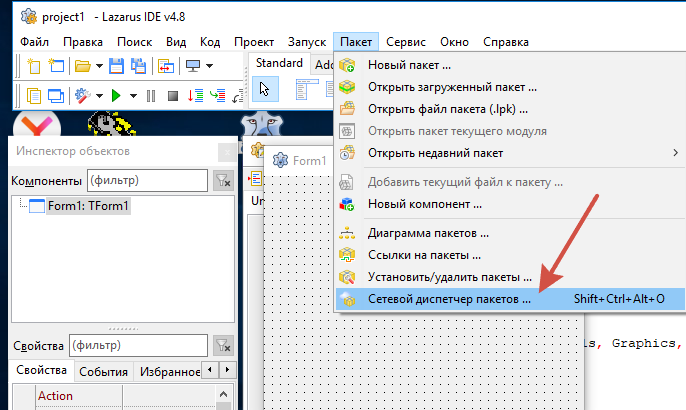 project1 - Lazarus IDE v4.8
Файл Правка Поиск Вид Код Проект Запуск Пакет Сервис Окно Справка
Standard
Новый пакет ...
Открыть загруженный пакет ...
Открыть файл пакета (.lpk) ...
Открыть пакет текущего модуля
Открыть недавний пакет
Добавить текущий файл к пакету ...
Новый компонент ...
Диаграмма пакетов ...
Ссылки на пакеты ...
Установить/удалить пакеты ...
Сетевой диспетчер пакетов ... Shift+Ctrl+Alt+O
Инспектор объектов
Компоненты (фильтр)
Form1: TForm1
Form1
Свойства (фильтр)
Свойства События Избранное
Action
Graphics,